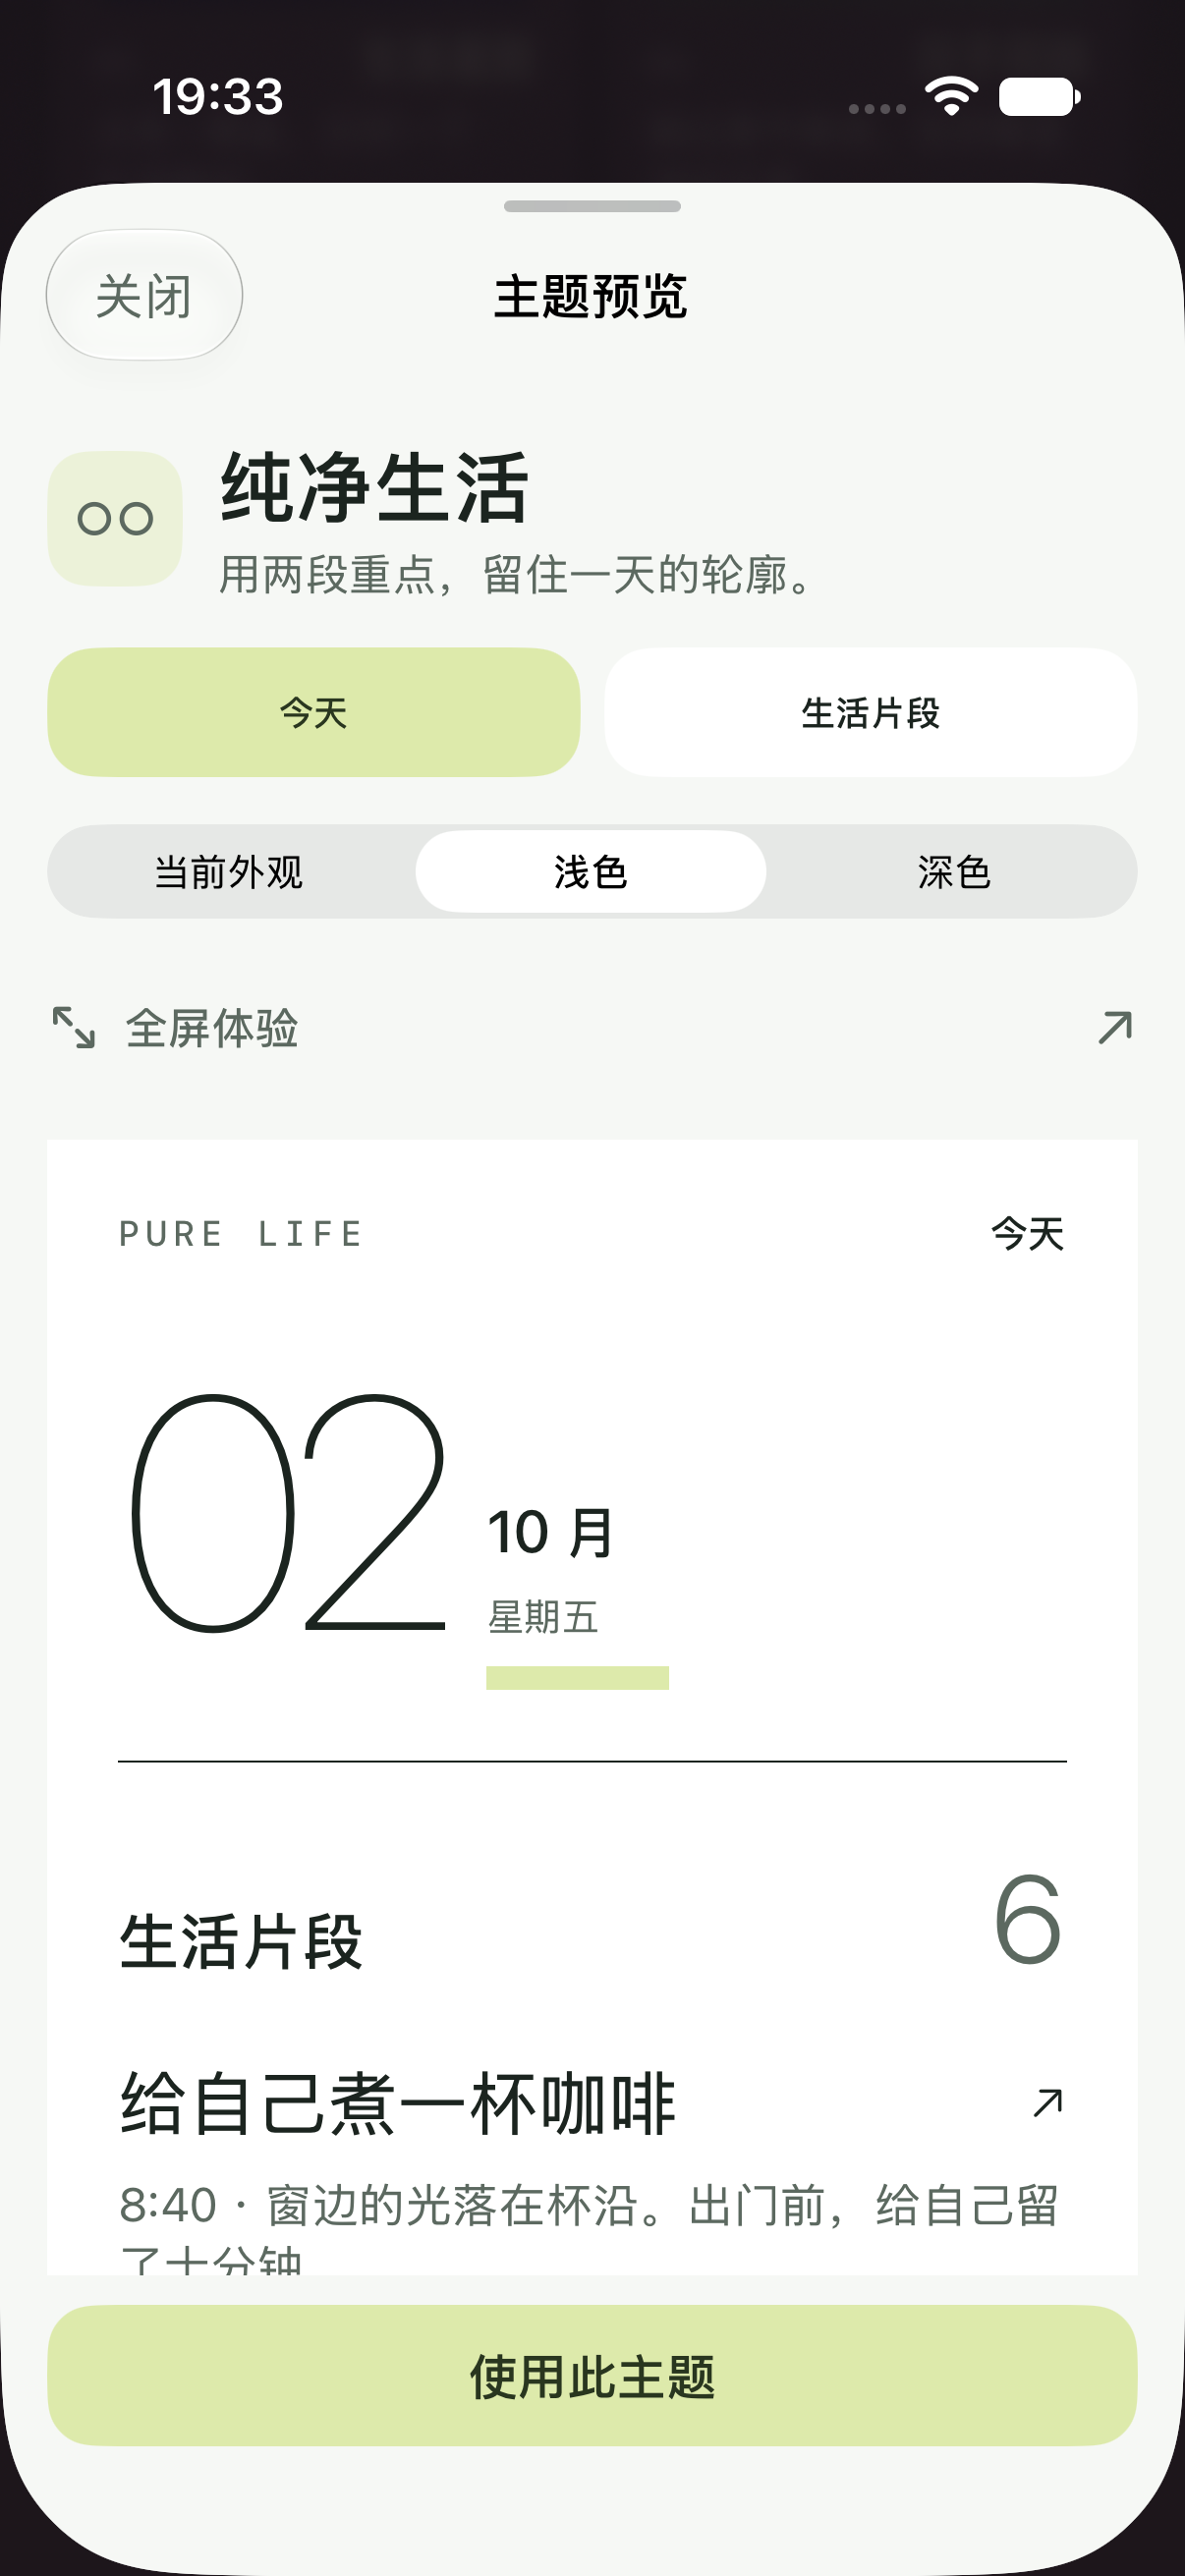 19:33
关闭
主题预览
纯净生活
用两段重点，留住一天的轮廓。
今天
生活片段
当前外观
浅色
深色
全屏体验
PURE LIFE
今天
02
10 月
星期五
生活片段
6
给自己煮一杯咖啡
8:40 · 窗边的光落在杯沿。出门前，给自己留
了十分钟
使用此主题